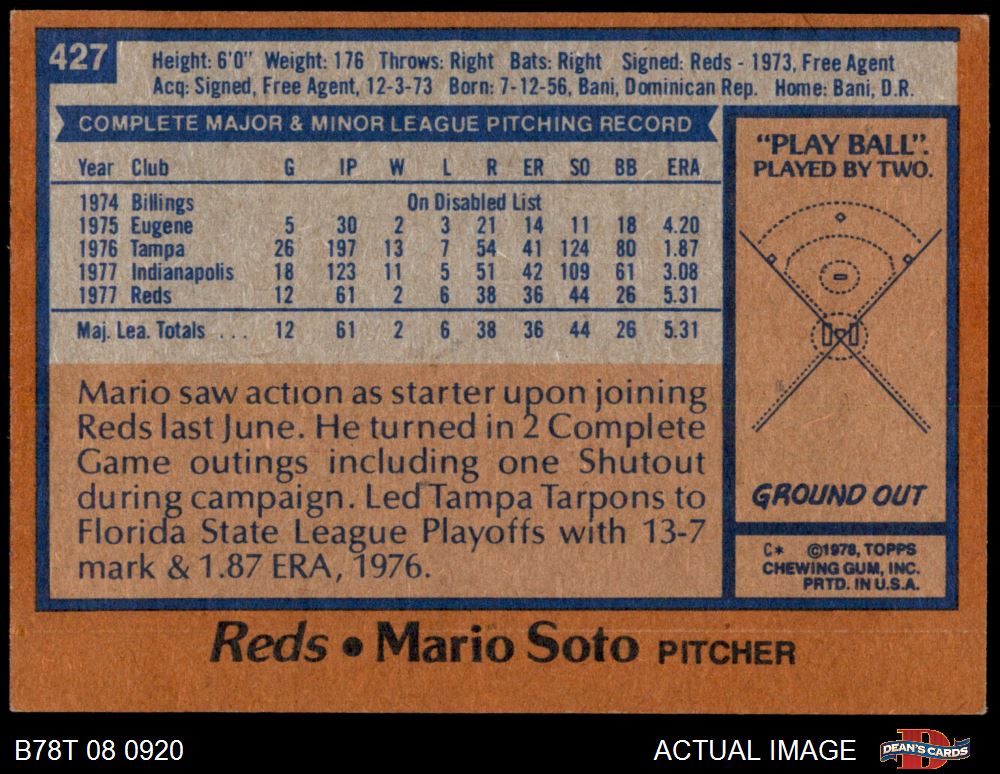 427
Height: 6'0" Weight: 176 Throws: Right Bats: Right Signed: Reds - 1973, Free Agent
Acq: Signed, Free Agent, 12-3-73 Born: 7-12-56, Bani, Dominican Rep. Home: Bani, D.R.
COMPLETE MAJOR & MINOR LEAGUE PITCHING RECORD
Year Club G IP W L R ER SO BB ERA
1974 Billings On Disabled List
1975 Eugene 5 30 2 3 21 14 11 18 4.20
1976 Tampa 26 197 13 7 54 41 124 80 1.87
1977 Indianapolis 18 123 11 5 51 42 109 61 3.08
1977 Reds 12 61 2 6 38 36 44 26 5.31
Maj. Lea. Totals . . . 12 61 2 6 38 36 44 26 5.31
Mario saw action as starter upon joining
Reds last June. He turned in 2 Complete
Game outings including one Shutout
during campaign. Led Tampa Tarpons to
Florida State League Playoffs with 13-7
mark & 1.87 ERA, 1976.
"PLAY BALL".
PLAYED BY TWO.
GROUND OUT
C* ©1978, TOPPS
CHEWING GUM, INC.
PRTD. IN U.S.A.
Reds • Mario Soto PITCHER
B78T 08 0920
ACTUAL IMAGE
DEAN'S CARDS